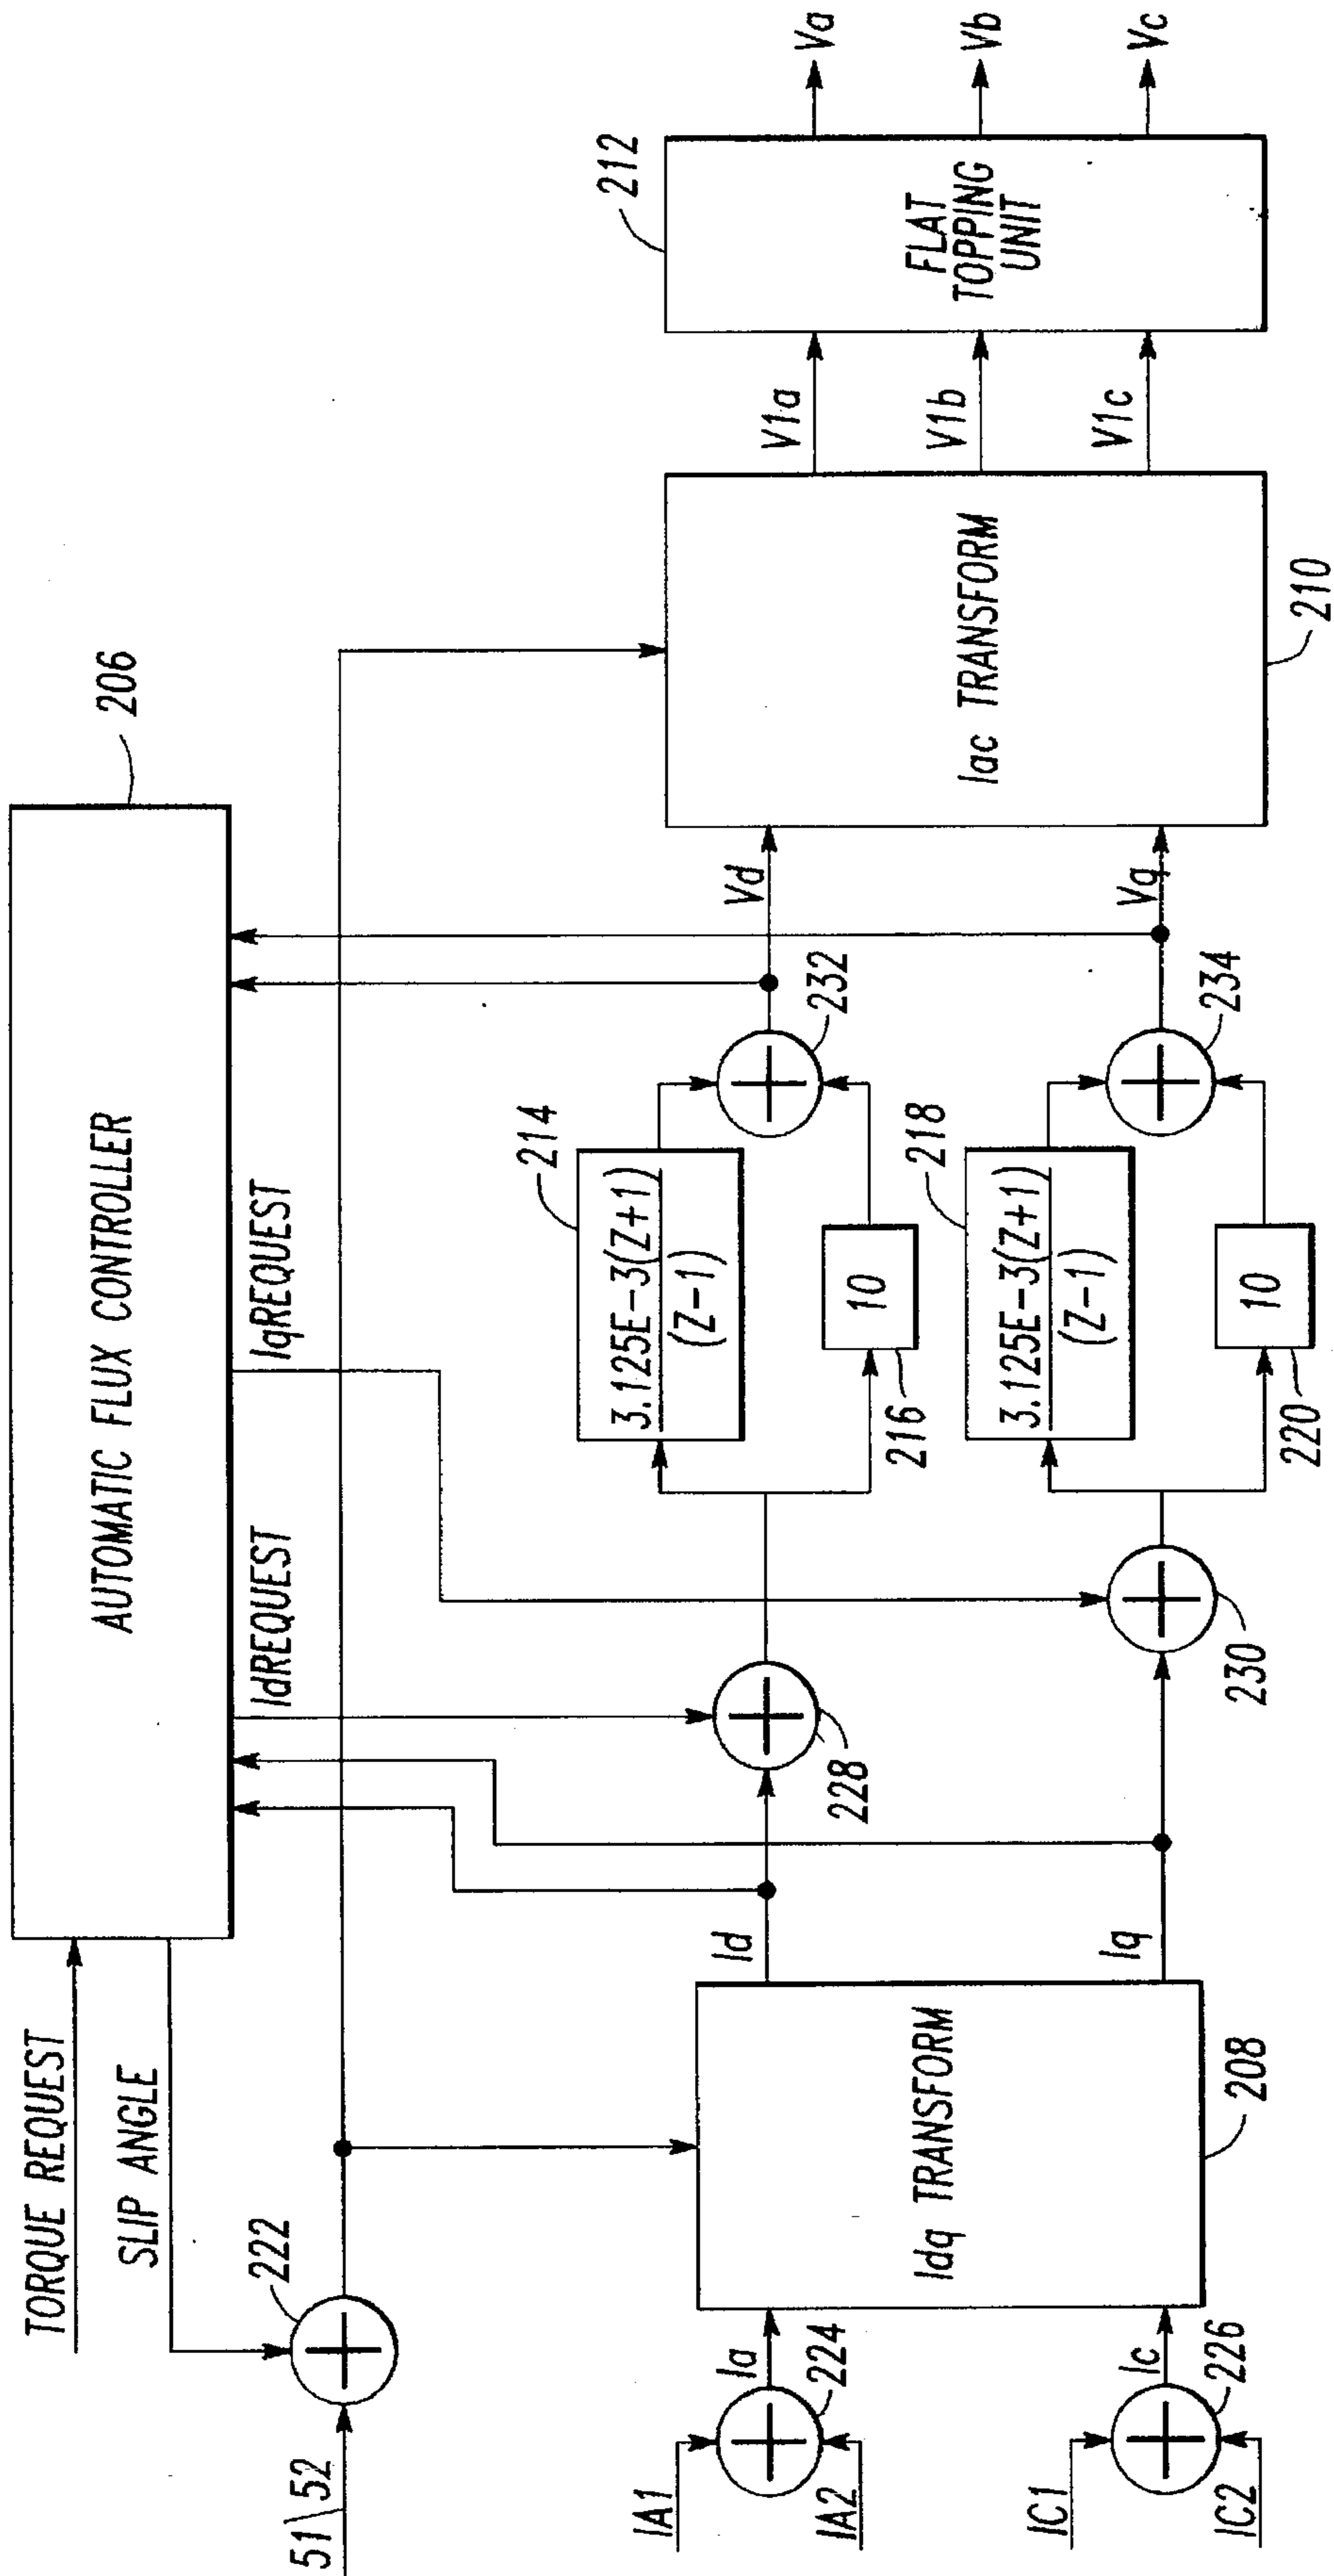 TORQUE REQUEST
SLIP ANGLE
AUTOMATIC FLUX CONTROLLER
206
IdREQUEST
IqREQUEST
51\52
222
IA1
IA2
Ia
224
IC1
IC2
Ic
226
Idq TRANSFORM
208
Id
Iq
228
230
3.125E-3(Z+1)
(Z-1)
214
10
216
3.125E-3(Z+1)
(Z-1)
218
10
220
232
234
Vd
Vq
Iac TRANSFORM
210
V1a
V1b
V1c
FLAT
TOPPING
UNIT
212
Va
Vb
Vc